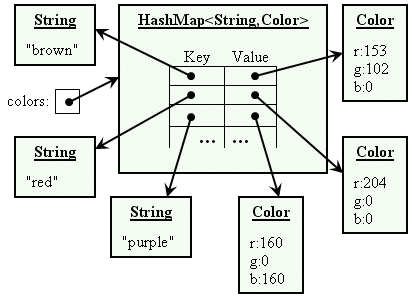 String
"brown"
HashMap<String,Color>
Key Value
... ...
Color
r:153
g:102
b:0
colors:
String
"red"
Color
r:204
g:0
b:0
String
"purple"
Color
r:160
g:0
b:160